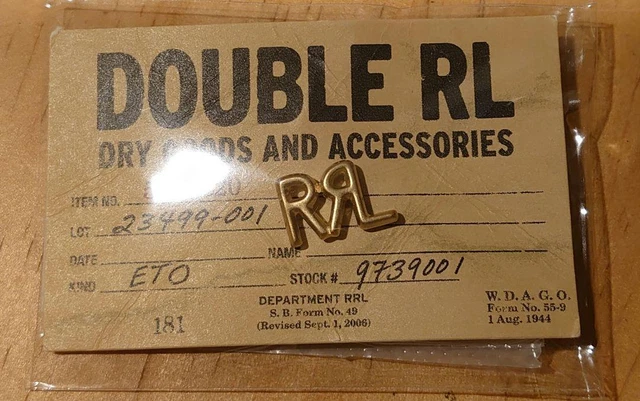 DOUBLE RL
DRY GOODS AND ACCESSORIES
ITEM NO.
LOT 23499-001
RRL
DATE NAME
KIND ETO STOCK # 9739001
DEPARTMENT RRL
S. B. Form No. 49
(Revised Sept. 1, 2006)
181
W. D. A. G. O.
Form No. 55-9
1 Aug. 1944